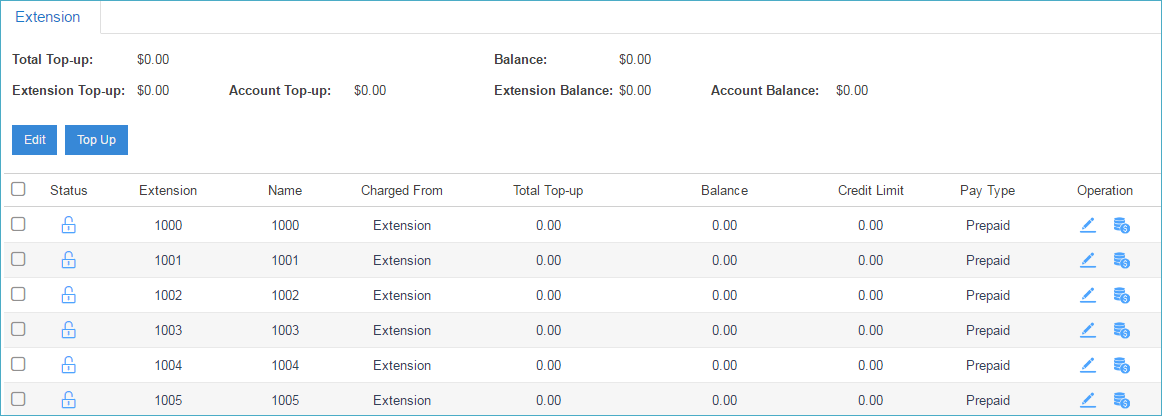 Extension
Total Top-up: $0.00 Balance: $0.00
Extension Top-up: $0.00 Account Top-up: $0.00 Extension Balance: $0.00 Account Balance: $0.00
Edit Top Up
Status Extension Name Charged From Total Top-up Balance Credit Limit Pay Type Operation
1000 1000 Extension 0.00 0.00 0.00 Prepaid
1001 1001 Extension 0.00 0.00 0.00 Prepaid
1002 1002 Extension 0.00 0.00 0.00 Prepaid
1003 1003 Extension 0.00 0.00 0.00 Prepaid
1004 1004 Extension 0.00 0.00 0.00 Prepaid
1005 1005 Extension 0.00 0.00 0.00 Prepaid